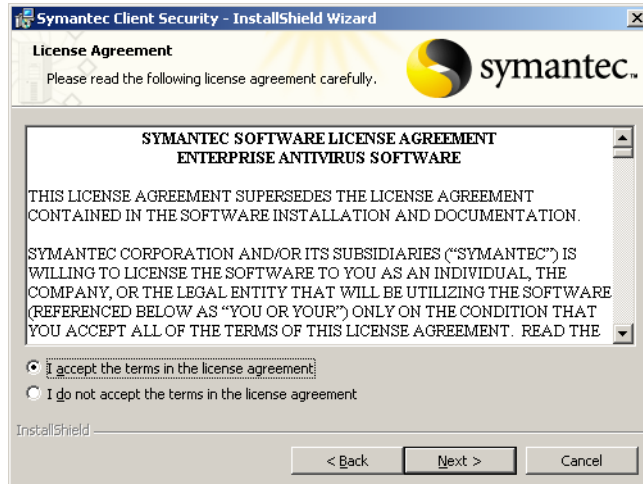 Symantec Client Security - InstallShield Wizard
License Agreement
Please read the following license agreement carefully.
symantec™
SYMANTEC SOFTWARE LICENSE AGREEMENT
ENTERPRISE ANTIVIRUS SOFTWARE
THIS LICENSE AGREEMENT SUPERSEDES THE LICENSE AGREEMENT
CONTAINED IN THE SOFTWARE INSTALLATION AND DOCUMENTATION.
SYMANTEC CORPORATION AND/OR ITS SUBSIDIARIES (“SYMANTEC”) IS
WILLING TO LICENSE THE SOFTWARE TO YOU AS AN INDIVIDUAL, THE
COMPANY, OR THE LEGAL ENTITY THAT WILL BE UTILIZING THE SOFTWARE
(REFERENCED BELOW AS “YOU OR YOUR”) ONLY ON THE CONDITION THAT
YOU ACCEPT ALL OF THE TERMS OF THIS LICENSE AGREEMENT. READ THE
I accept the terms in the license agreement
I do not accept the terms in the license agreement
InstallShield
< Back
Next >
Cancel